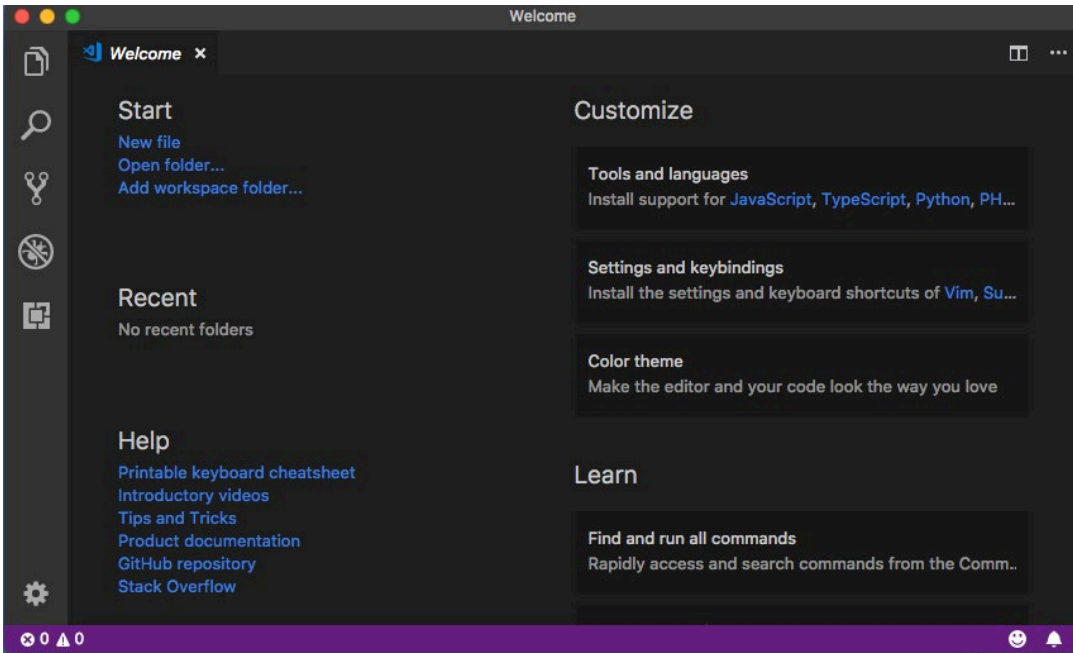 Welcome
Welcome ×
Start
New file
Open folder...
Add workspace folder...
Recent
No recent folders
Help
Printable keyboard cheatsheet
Introductory videos
Tips and Tricks
Product documentation
GitHub repository
Stack Overflow
Customize
Tools and languages
Install support for JavaScript, TypeScript, Python, PH...
Settings and keybindings
Install the settings and keyboard shortcuts of Vim, Su...
Color theme
Make the editor and your code look the way you love
Learn
Find and run all commands
Rapidly access and search commands from the Comm..
0 0